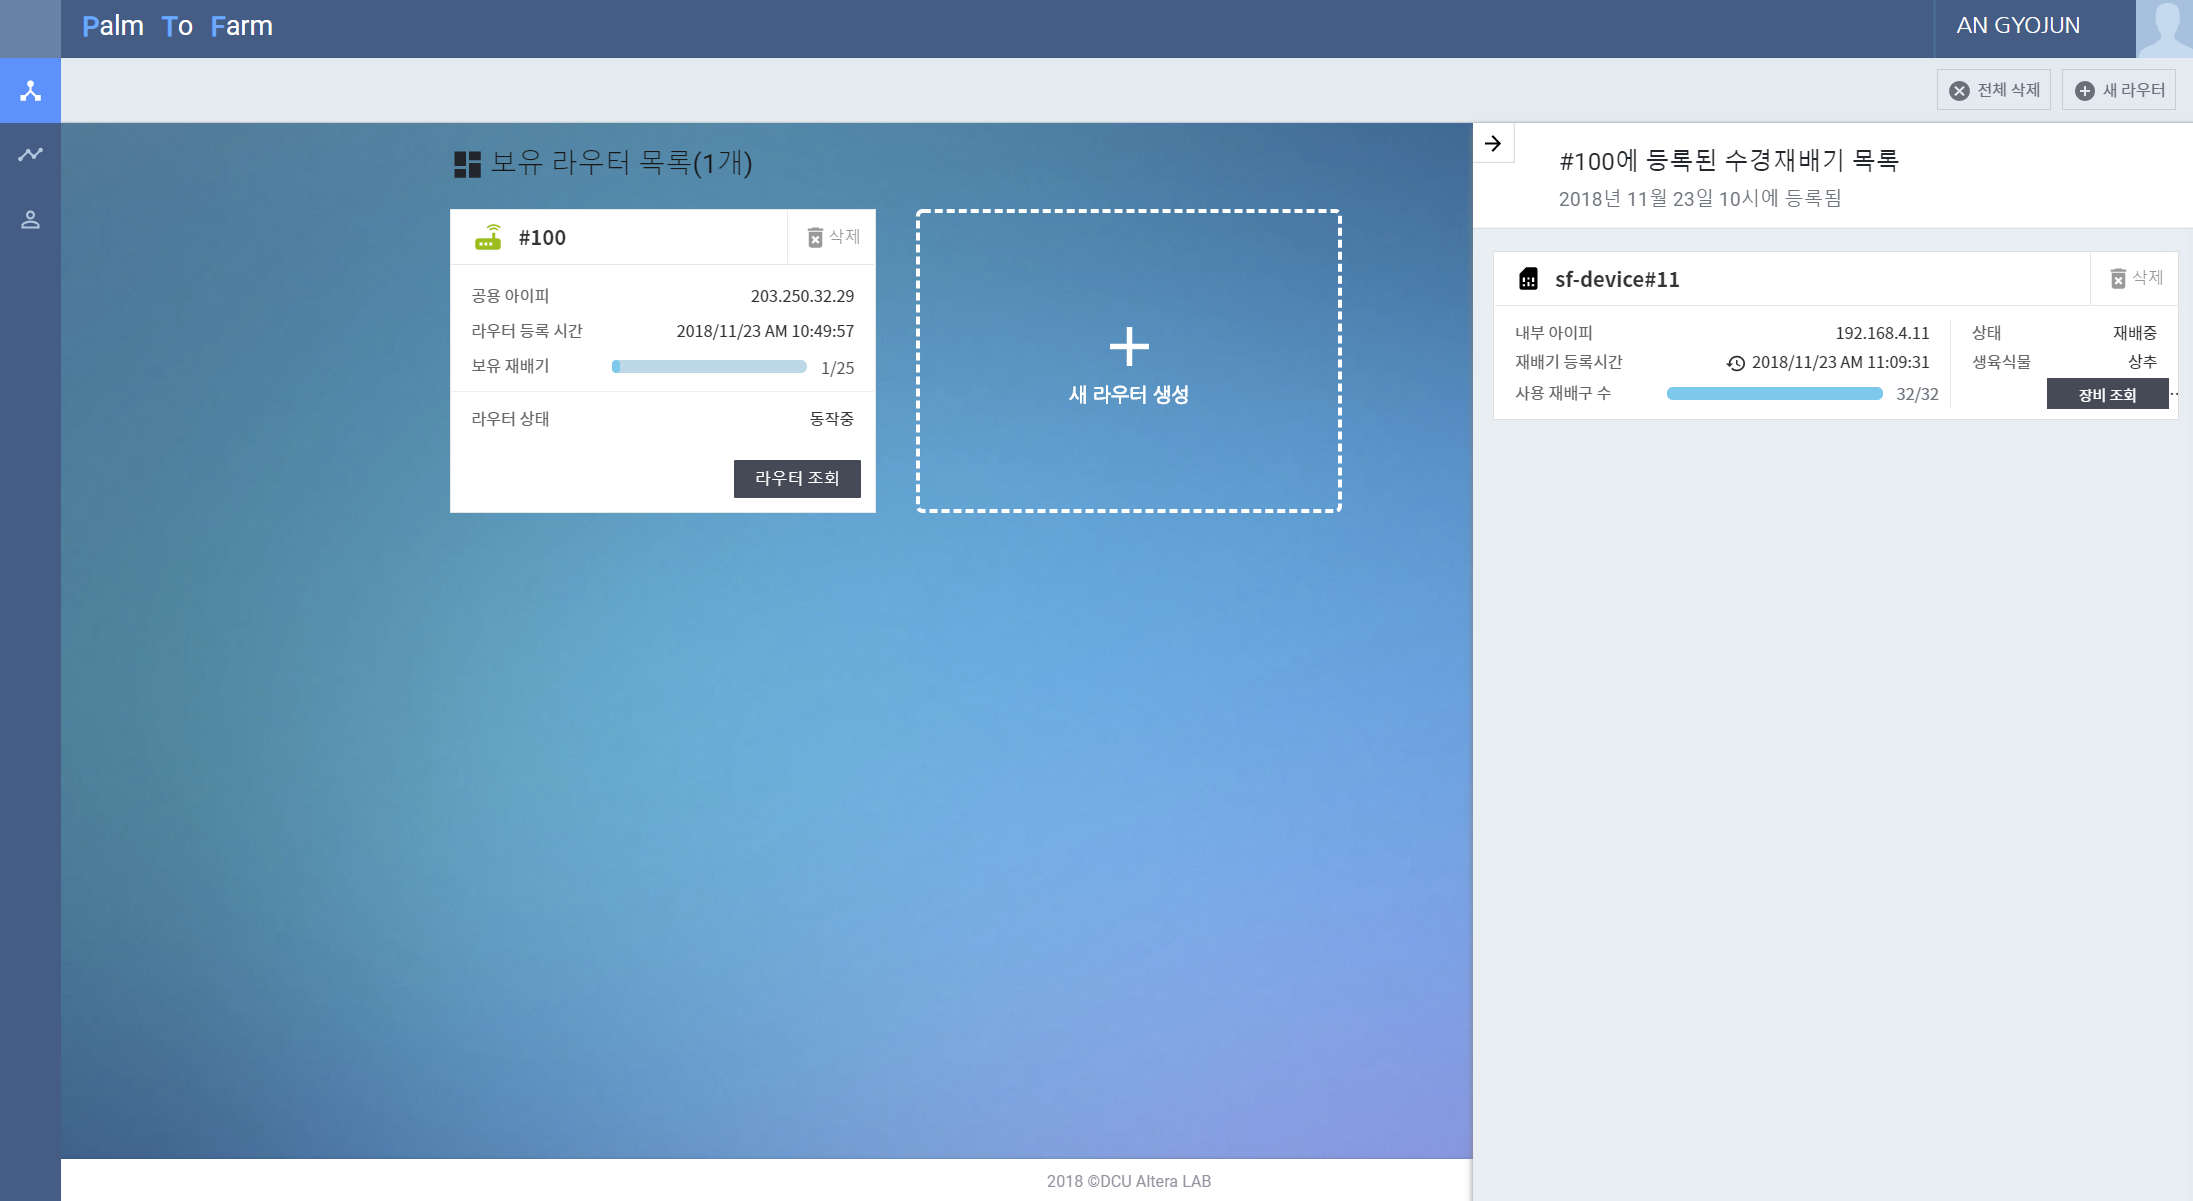 Palm To Farm
AN GYOJUN
전체 삭제
새 라우터
보유 라우터 목록(1개)
#100
삭제
공용 아이피 203.250.32.29
라우터 등록 시간 2018/11/23 AM 10:49:57
보유 재배기 1/25
라우터 상태 동작중
라우터 조회
새 라우터 생성
#100에 등록된 수경재배기 목록
2018년 11월 23일 10시에 등록됨
sf-device#11
삭제
내부 아이피 192.168.4.11
재배기 등록시간 2018/11/23 AM 11:09:31
사용 재배구 수 32/32
상태 재배중
생육식물 상추
장비 조회
2018 ©DCU Altera LAB